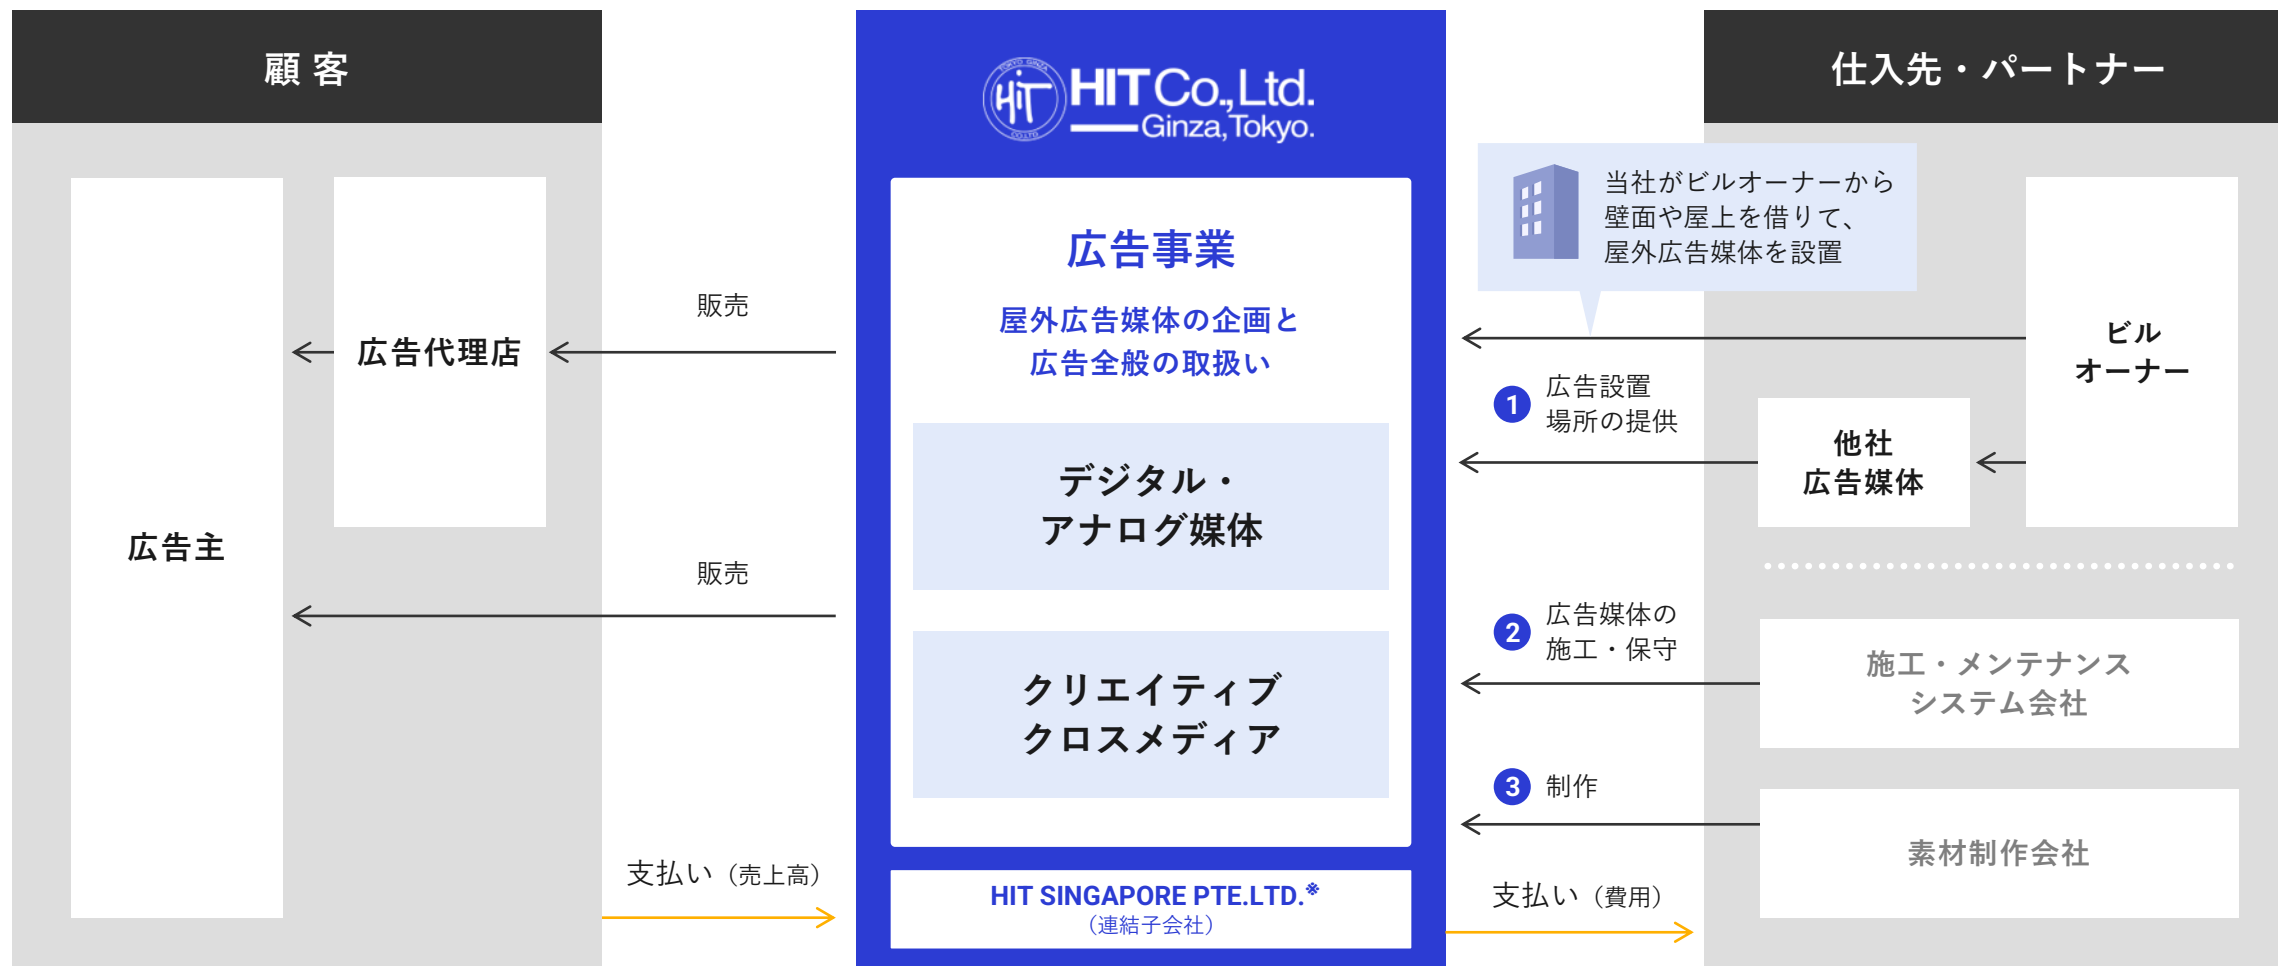 顧 客
広告主
広告代理店
販売
販売
支払い（売上高）
HiT
TOKYO GINZA
CO.LTD
HIT Co., Ltd.
Ginza, Tokyo.
広告事業
屋外広告媒体の企画と
広告全般の取扱い
デジタル・
アナログ媒体
クリエイティブ
クロスメディア
HIT SINGAPORE PTE.LTD.※
（連結子会社）
仕入先・パートナー
当社がビルオーナーから
壁面や屋上を借りて、
屋外広告媒体を設置
ビル
オーナー
1 広告設置
場所の提供
他社
広告媒体
2 広告媒体の
施工・保守
施工・メンテナンス
システム会社
3 制作
素材制作会社
支払い（費用）